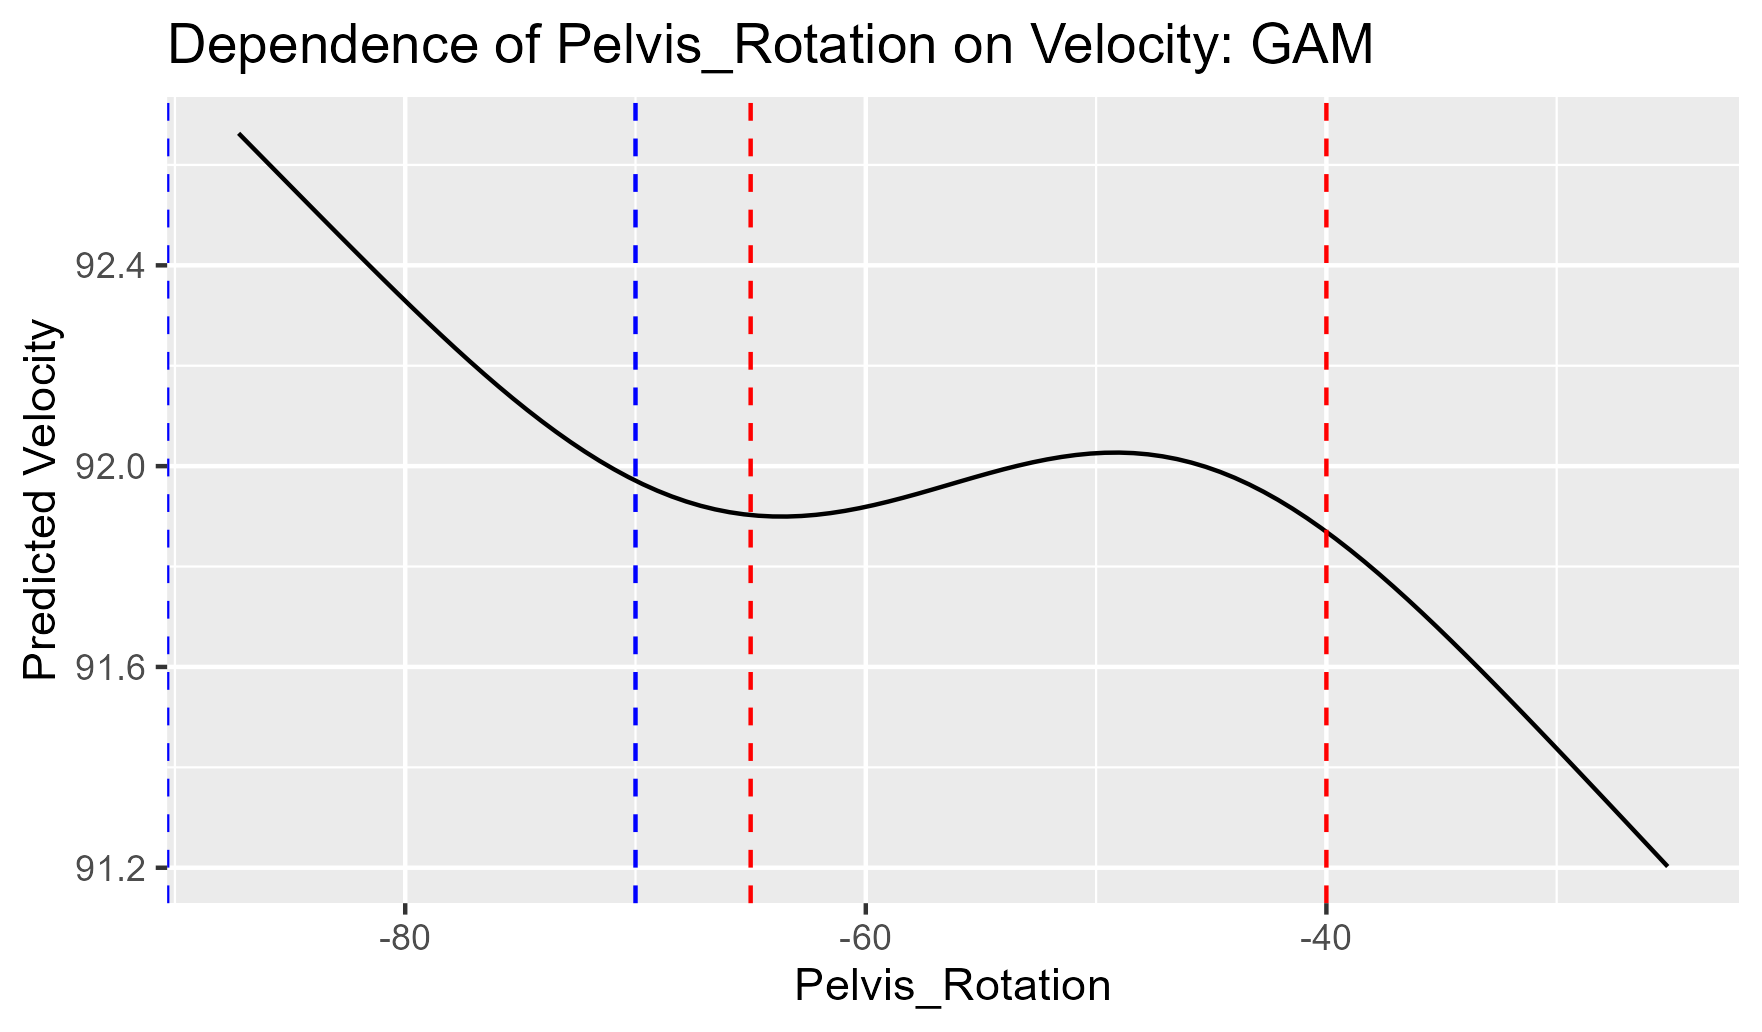 Dependence of Pelvis_Rotation on Velocity: GAM
Predicted Velocity
92.4
92.0
91.6
91.2
-80
-60
-40
Pelvis_Rotation